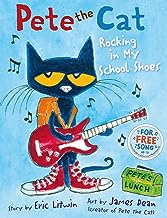 Pete the Cat
Rocking in My
School Shoes
FOR
FREE
SONG
PETE'S
LUNCH
Story by Eric Litwin
Art by James Dean
(creator of Pete the Cat)